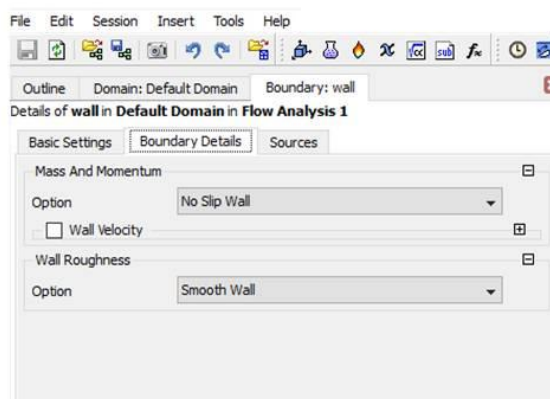 File Edit Session Insert Tools Help
Outline Domain: Default Domain Boundary: wall
Details of wall in Default Domain in Flow Analysis 1
Basic Settings Boundary Details Sources
Mass And Momentum
Option No Slip Wall
Wall Velocity
Wall Roughness
Option Smooth Wall